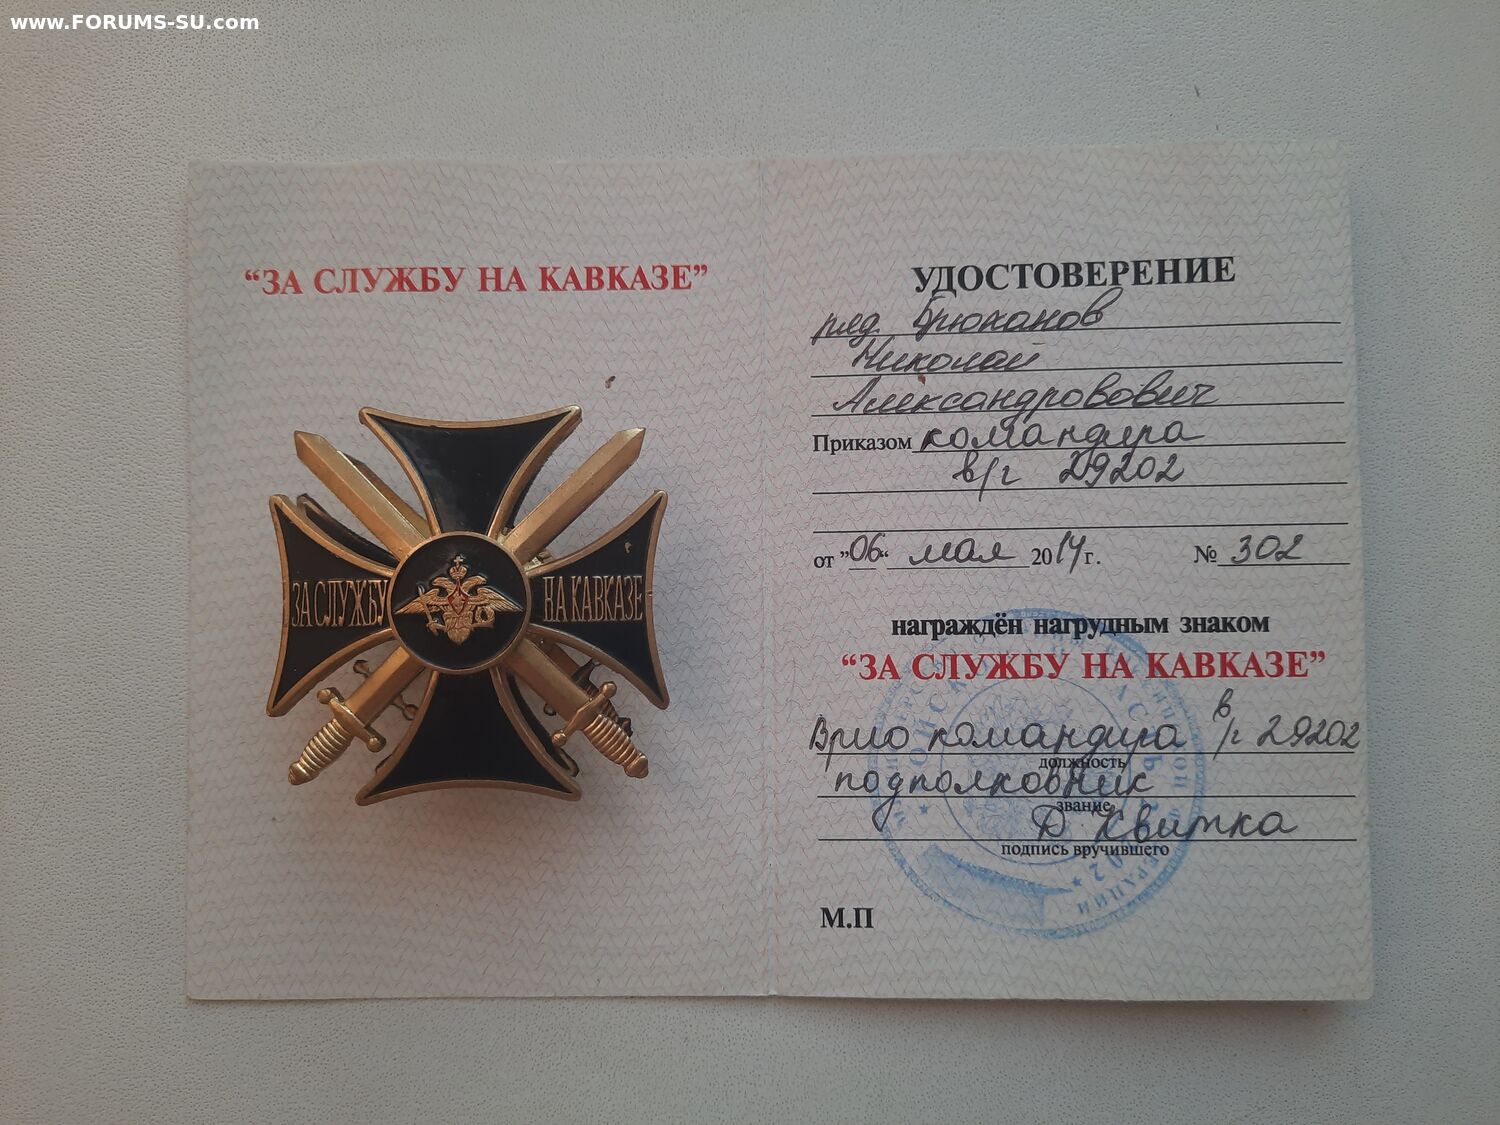 www.FORUMS-SU.com
“ЗА СЛУЖБУ НА КАВКАЗЕ”
ЗА СЛУЖБУ
НА КАВКАЗЕ
УДОСТОВЕРЕНИЕ
ряд. Брюханов
Николай
Александрович
Приказом командира
в/г 29202
от ”06“ мая 2014 г. № 302
награждён нагрудным знаком
“ЗА СЛУЖБУ НА КАВКАЗЕ”
Врио командира в/г 29202
должность
подполковник
звание
Д. Квитка
подпись вручившего
М.П